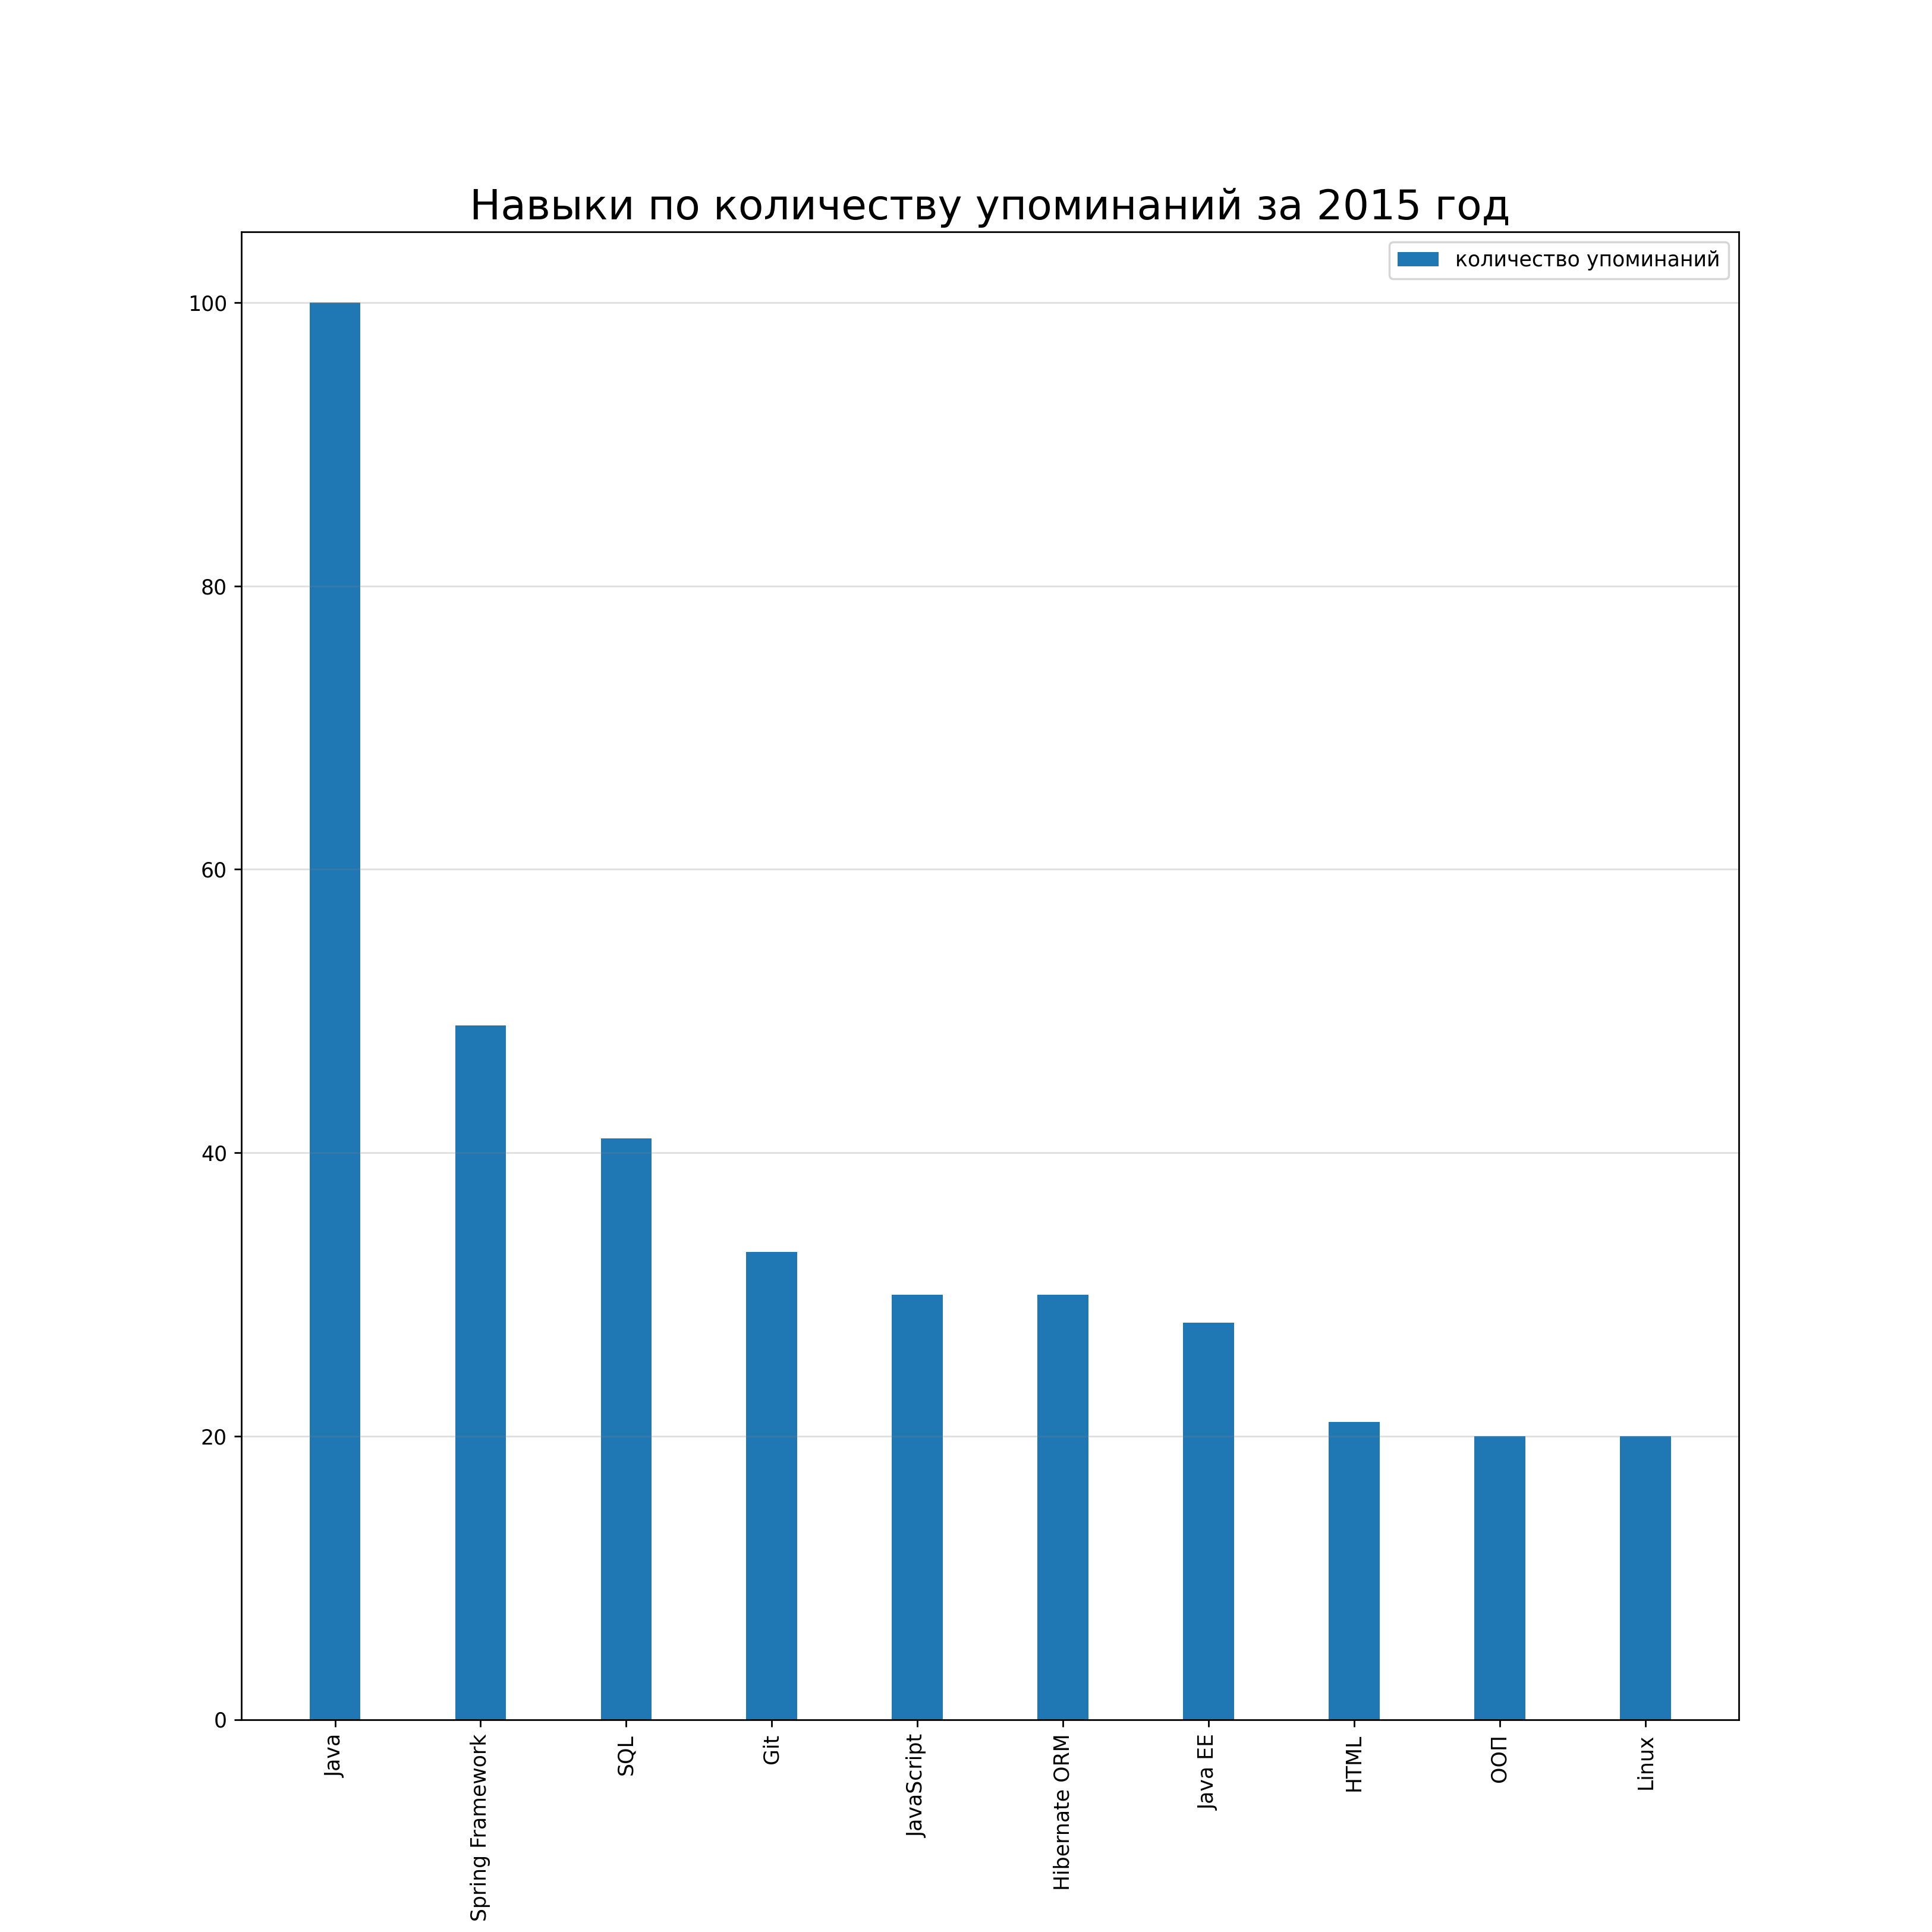 Навыки по количеству упоминаний за 2015 год
количество упоминаний
100
80
60
40
20
0
Java
Spring Framework
SQL
Git
JavaScript
Hibernate ORM
Java EE
HTML
ООП
Linux